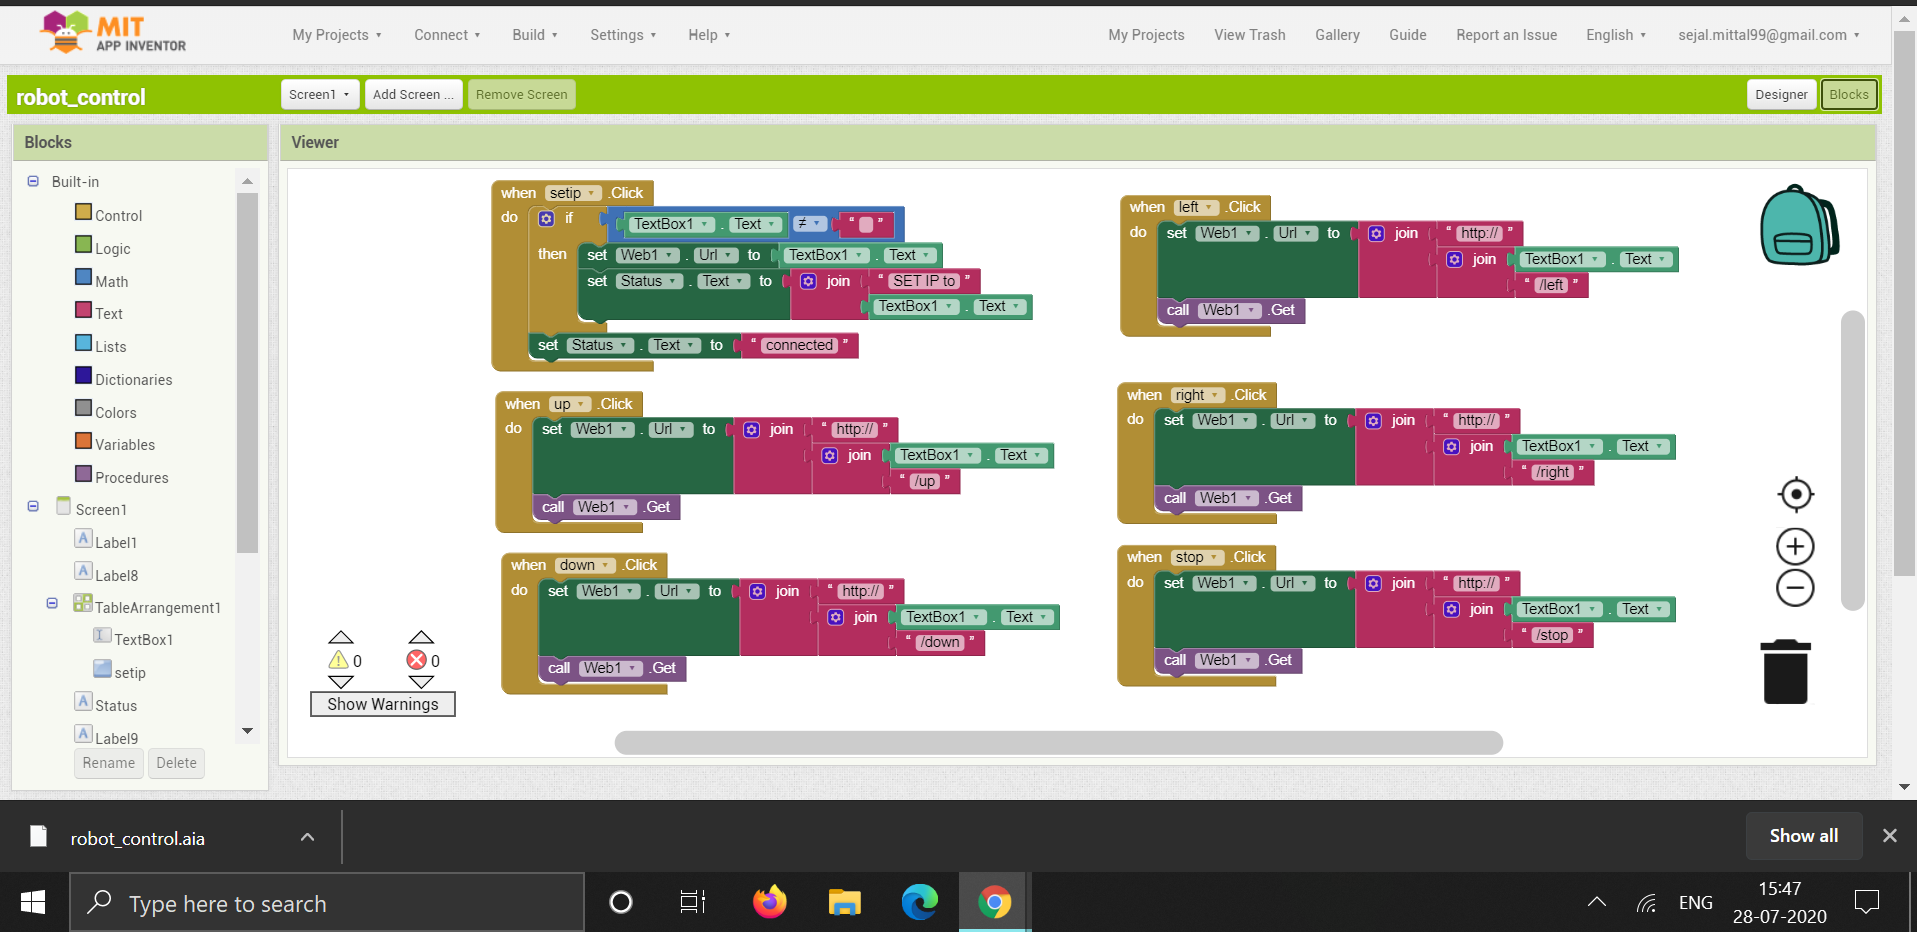 MIT
APP INVENTOR
My Projects Connect Build Settings Help My Projects View Trash Gallery Guide Report an Issue English sejal.mittal99@gmail.com
robot_control Screen1 Add Screen ... Remove Screen Designer Blocks
Blocks
Built-in
Control
Logic
Math
Text
Lists
Dictionaries
Colors
Variables
Procedures
Screen1
Label1
Label8
TableArrangement1
TextBox1
setip
Status
Label9
Rename Delete
Viewer
when setip .Click
do if TextBox1 . Text ≠ " "
then set Web1 . Url to TextBox1 . Text
set Status . Text to join " SET IP to "
TextBox1 . Text
set Status . Text to " connected "
when up .Click
do set Web1 . Url to join " http:// "
join TextBox1 . Text
" /up "
call Web1 .Get
when down .Click
do set Web1 . Url to join " http:// "
join TextBox1 . Text
" /down "
call Web1 .Get
when left .Click
do set Web1 . Url to join " http:// "
join TextBox1 . Text
" /left "
call Web1 .Get
when right .Click
do set Web1 . Url to join " http:// "
join TextBox1 . Text
" /right "
call Web1 .Get
when stop .Click
do set Web1 . Url to join " http:// "
join TextBox1 . Text
" /stop "
call Web1 .Get
0 0
Show Warnings
robot_control.aia Show all
Type here to search
ENG
15:47
28-07-2020